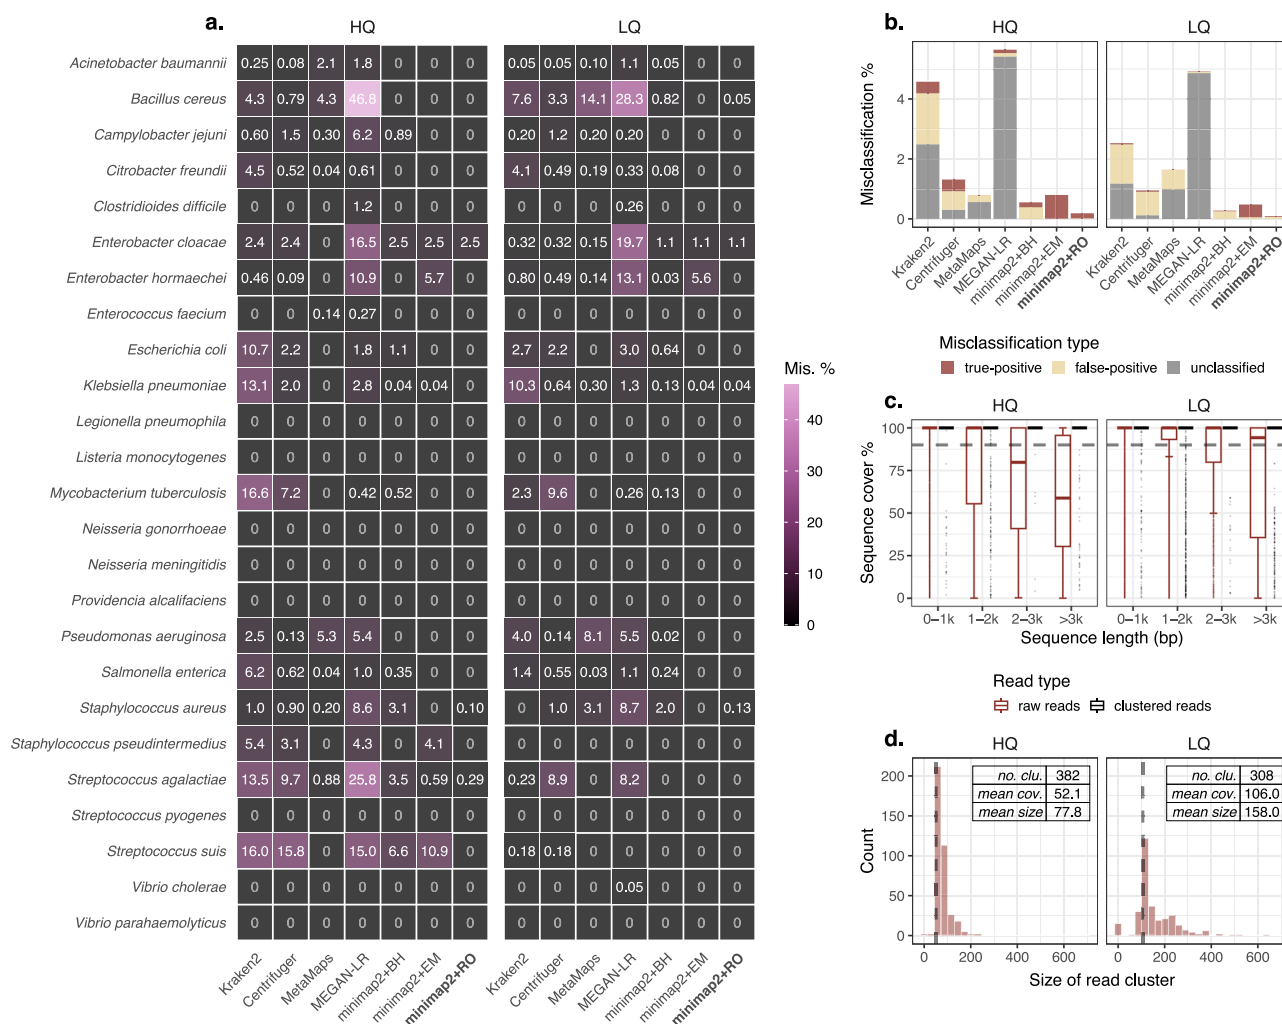 a.
HQ
LQ
Acinetobacter baumannii 0.25 0.08 2.1 1.8 0 0 0 0.05 0.05 0.10 1.1 0.05 0 0
Bacillus cereus 4.3 0.79 4.3 46.8 0 0 0 7.6 3.3 14.1 28.3 0.82 0 0.05
Campylobacter jejuni 0.60 1.5 0.30 6.2 0.89 0 0 0.20 1.2 0.20 0.20 0 0 0
Citrobacter freundii 4.5 0.52 0.04 0.61 0 0 0 4.1 0.49 0.19 0.33 0.08 0 0
Clostridioides difficile 0 0 0 1.2 0 0 0 0 0 0 0.26 0 0 0
Enterobacter cloacae 2.4 2.4 0 16.5 2.5 2.5 2.5 0.32 0.32 0.15 19.7 1.1 1.1 1.1
Enterobacter hormaechei 0.46 0.09 0 10.9 0 5.7 0 0.80 0.49 0.14 13.1 0.03 5.6 0
Enterococcus faecium 0 0 0.14 0.27 0 0 0 0 0 0 0 0 0 0
Escherichia coli 10.7 2.2 0 1.8 1.1 0 0 2.7 2.2 0 3.0 0.64 0 0
Klebsiella pneumoniae 13.1 2.0 0 2.8 0.04 0.04 0 10.3 0.64 0.30 1.3 0.13 0.04 0.04
Legionella pneumophila 0 0 0 0 0 0 0 0 0 0 0 0 0 0
Listeria monocytogenes 0 0 0 0 0 0 0 0 0 0 0 0 0 0
Mycobacterium tuberculosis 16.6 7.2 0 0.42 0.52 0 0 2.3 9.6 0 0.26 0.13 0 0
Neisseria gonorrhoeae 0 0 0 0 0 0 0 0 0 0 0 0 0 0
Neisseria meningitidis 0 0 0 0 0 0 0 0 0 0 0 0 0 0
Providencia alcalifaciens 0 0 0 0 0 0 0 0 0 0 0 0 0 0
Pseudomonas aeruginosa 2.5 0.13 5.3 5.4 0 0 0 4.0 0.14 8.1 5.5 0.02 0 0
Salmonella enterica 6.2 0.62 0.04 1.0 0.35 0 0 1.4 0.55 0.03 1.1 0.24 0 0
Staphylococcus aureus 1.0 0.90 0.20 8.6 3.1 0 0.10 0 1.0 3.1 8.7 2.0 0 0.13
Staphylococcus pseudintermedius 5.4 3.1 0 4.3 0 4.1 0 0 0 0 0 0 0 0
Streptococcus agalactiae 13.5 9.7 0.88 25.8 3.5 0.59 0.29 0.23 8.9 0 8.2 0 0 0
Streptococcus pyogenes 0 0 0 0 0 0 0 0 0 0 0 0 0 0
Streptococcus suis 16.0 15.8 0 15.0 6.6 10.9 0 0.18 0.18 0 0 0 0 0
Vibrio cholerae 0 0 0 0 0 0 0 0 0 0 0.05 0 0 0
Vibrio parahaemolyticus 0 0 0 0 0 0 0 0 0 0 0 0 0 0
Kraken2 Centrifuger MetaMaps MEGAN-LR minimap2+BH minimap2+EM minimap2+RO
Kraken2 Centrifuger MetaMaps MEGAN-LR minimap2+BH minimap2+EM minimap2+RO
Mis. %
40
30
20
10
0
b.
HQ
LQ
Misclassification %
4
2
0
Kraken2 Centrifuger MetaMaps MEGAN-LR minimap2+BH minimap2+EM minimap2+RO
Kraken2 Centrifuger MetaMaps MEGAN-LR minimap2+BH minimap2+EM minimap2+RO
Misclassification type
true-positive false-positive unclassified
c.
HQ
LQ
Sequence cover %
100
75
50
25
0
0–1k 1–2k 2–3k >3k
0–1k 1–2k 2–3k >3k
Sequence length (bp)
Read type
raw reads clustered reads
d.
HQ
LQ
Count
200
150
100
50
0
no. clu. 382
mean cov. 52.1
mean size 77.8
no. clu. 308
mean cov. 106.0
mean size 158.0
0 200 400 600
0 200 400 600
Size of read cluster